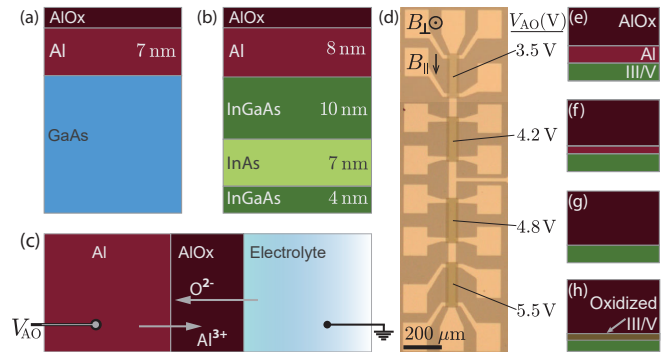 (a)
AlOx
Al 7 nm
GaAs
(b)
AlOx
Al 8 nm
InGaAs 10 nm
InAs 7 nm
InGaAs 4 nm
(c)
Al
AlOx
Electrolyte
O²⁻
Al³⁺
V_AO
(d)
B⊥
B∥
200 μm
V_AO(V)
3.5 V
4.2 V
4.8 V
5.5 V
(e)
AlOx
Al
III/V
(f)
(g)
(h)
Oxidized
III/V